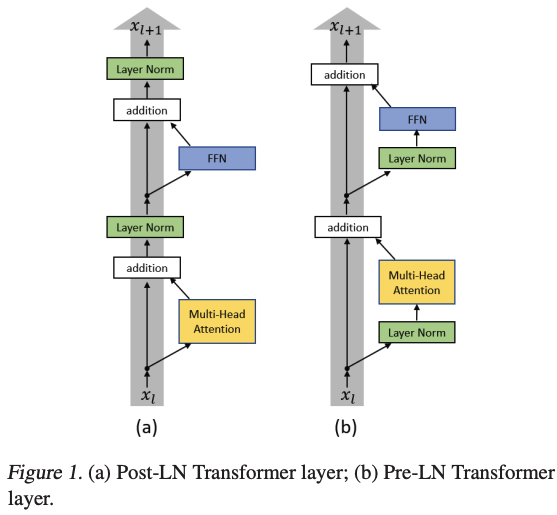 x_{l+1}
Layer Norm
addition
FFN
Layer Norm
addition
Multi-Head
Attention
x_l
(a)
x_{l+1}
addition
FFN
Layer Norm
addition
Multi-Head
Attention
Layer Norm
x_l
(b)
Figure 1. (a) Post-LN Transformer layer; (b) Pre-LN Transformer
layer.